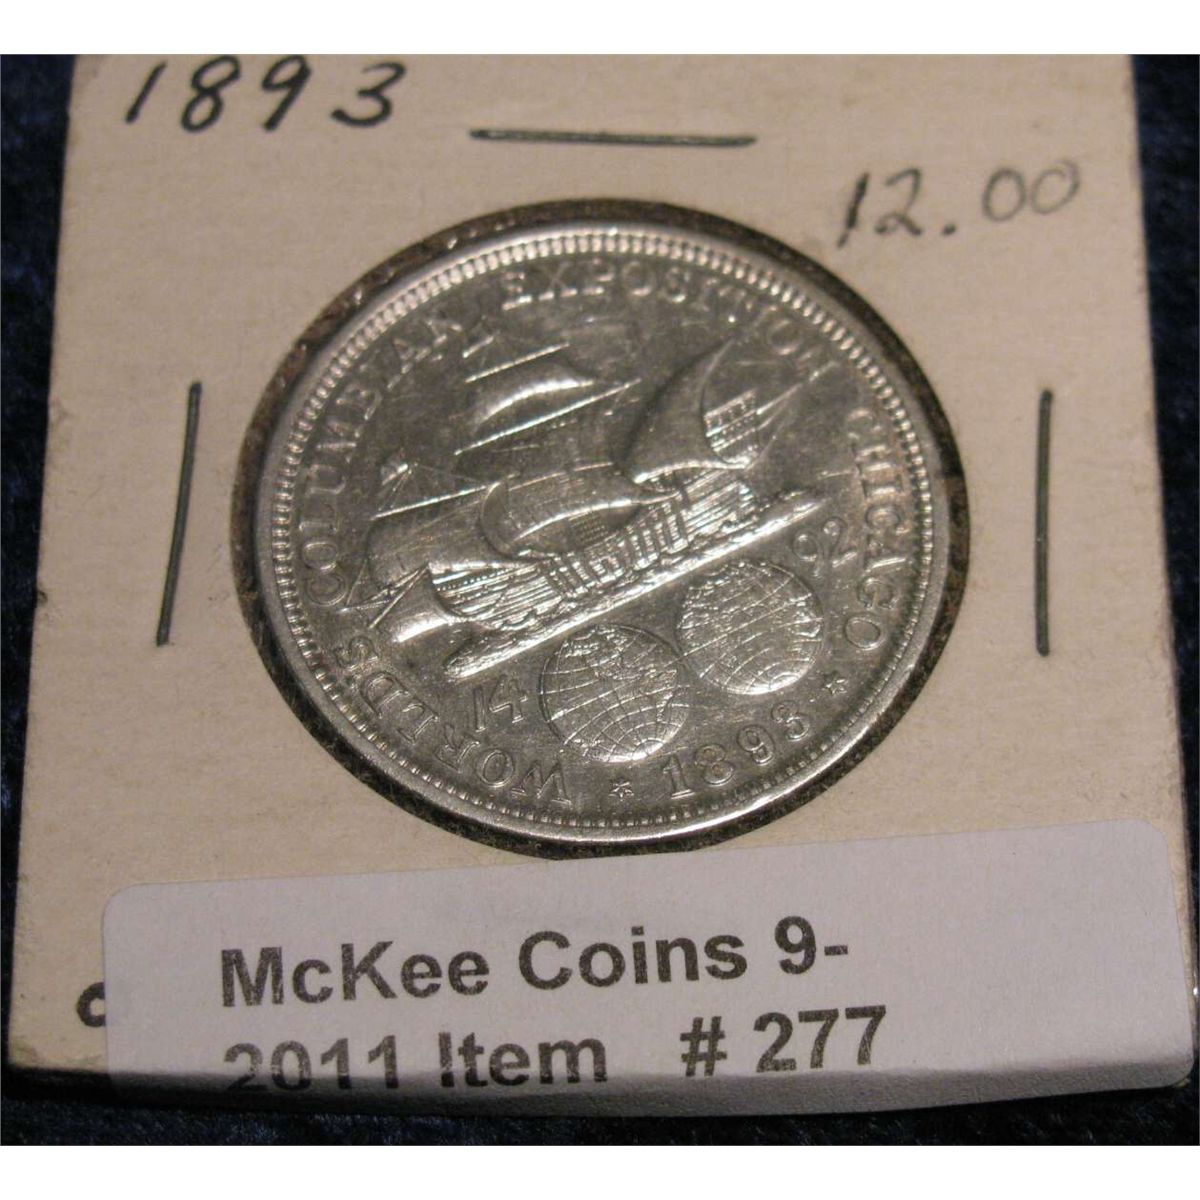 1893
12.00
WORLDS COLUMBIAN EXPOSITION CHICAGO
14 92
* 1893 *
McKee Coins 9-
2011 Item # 277